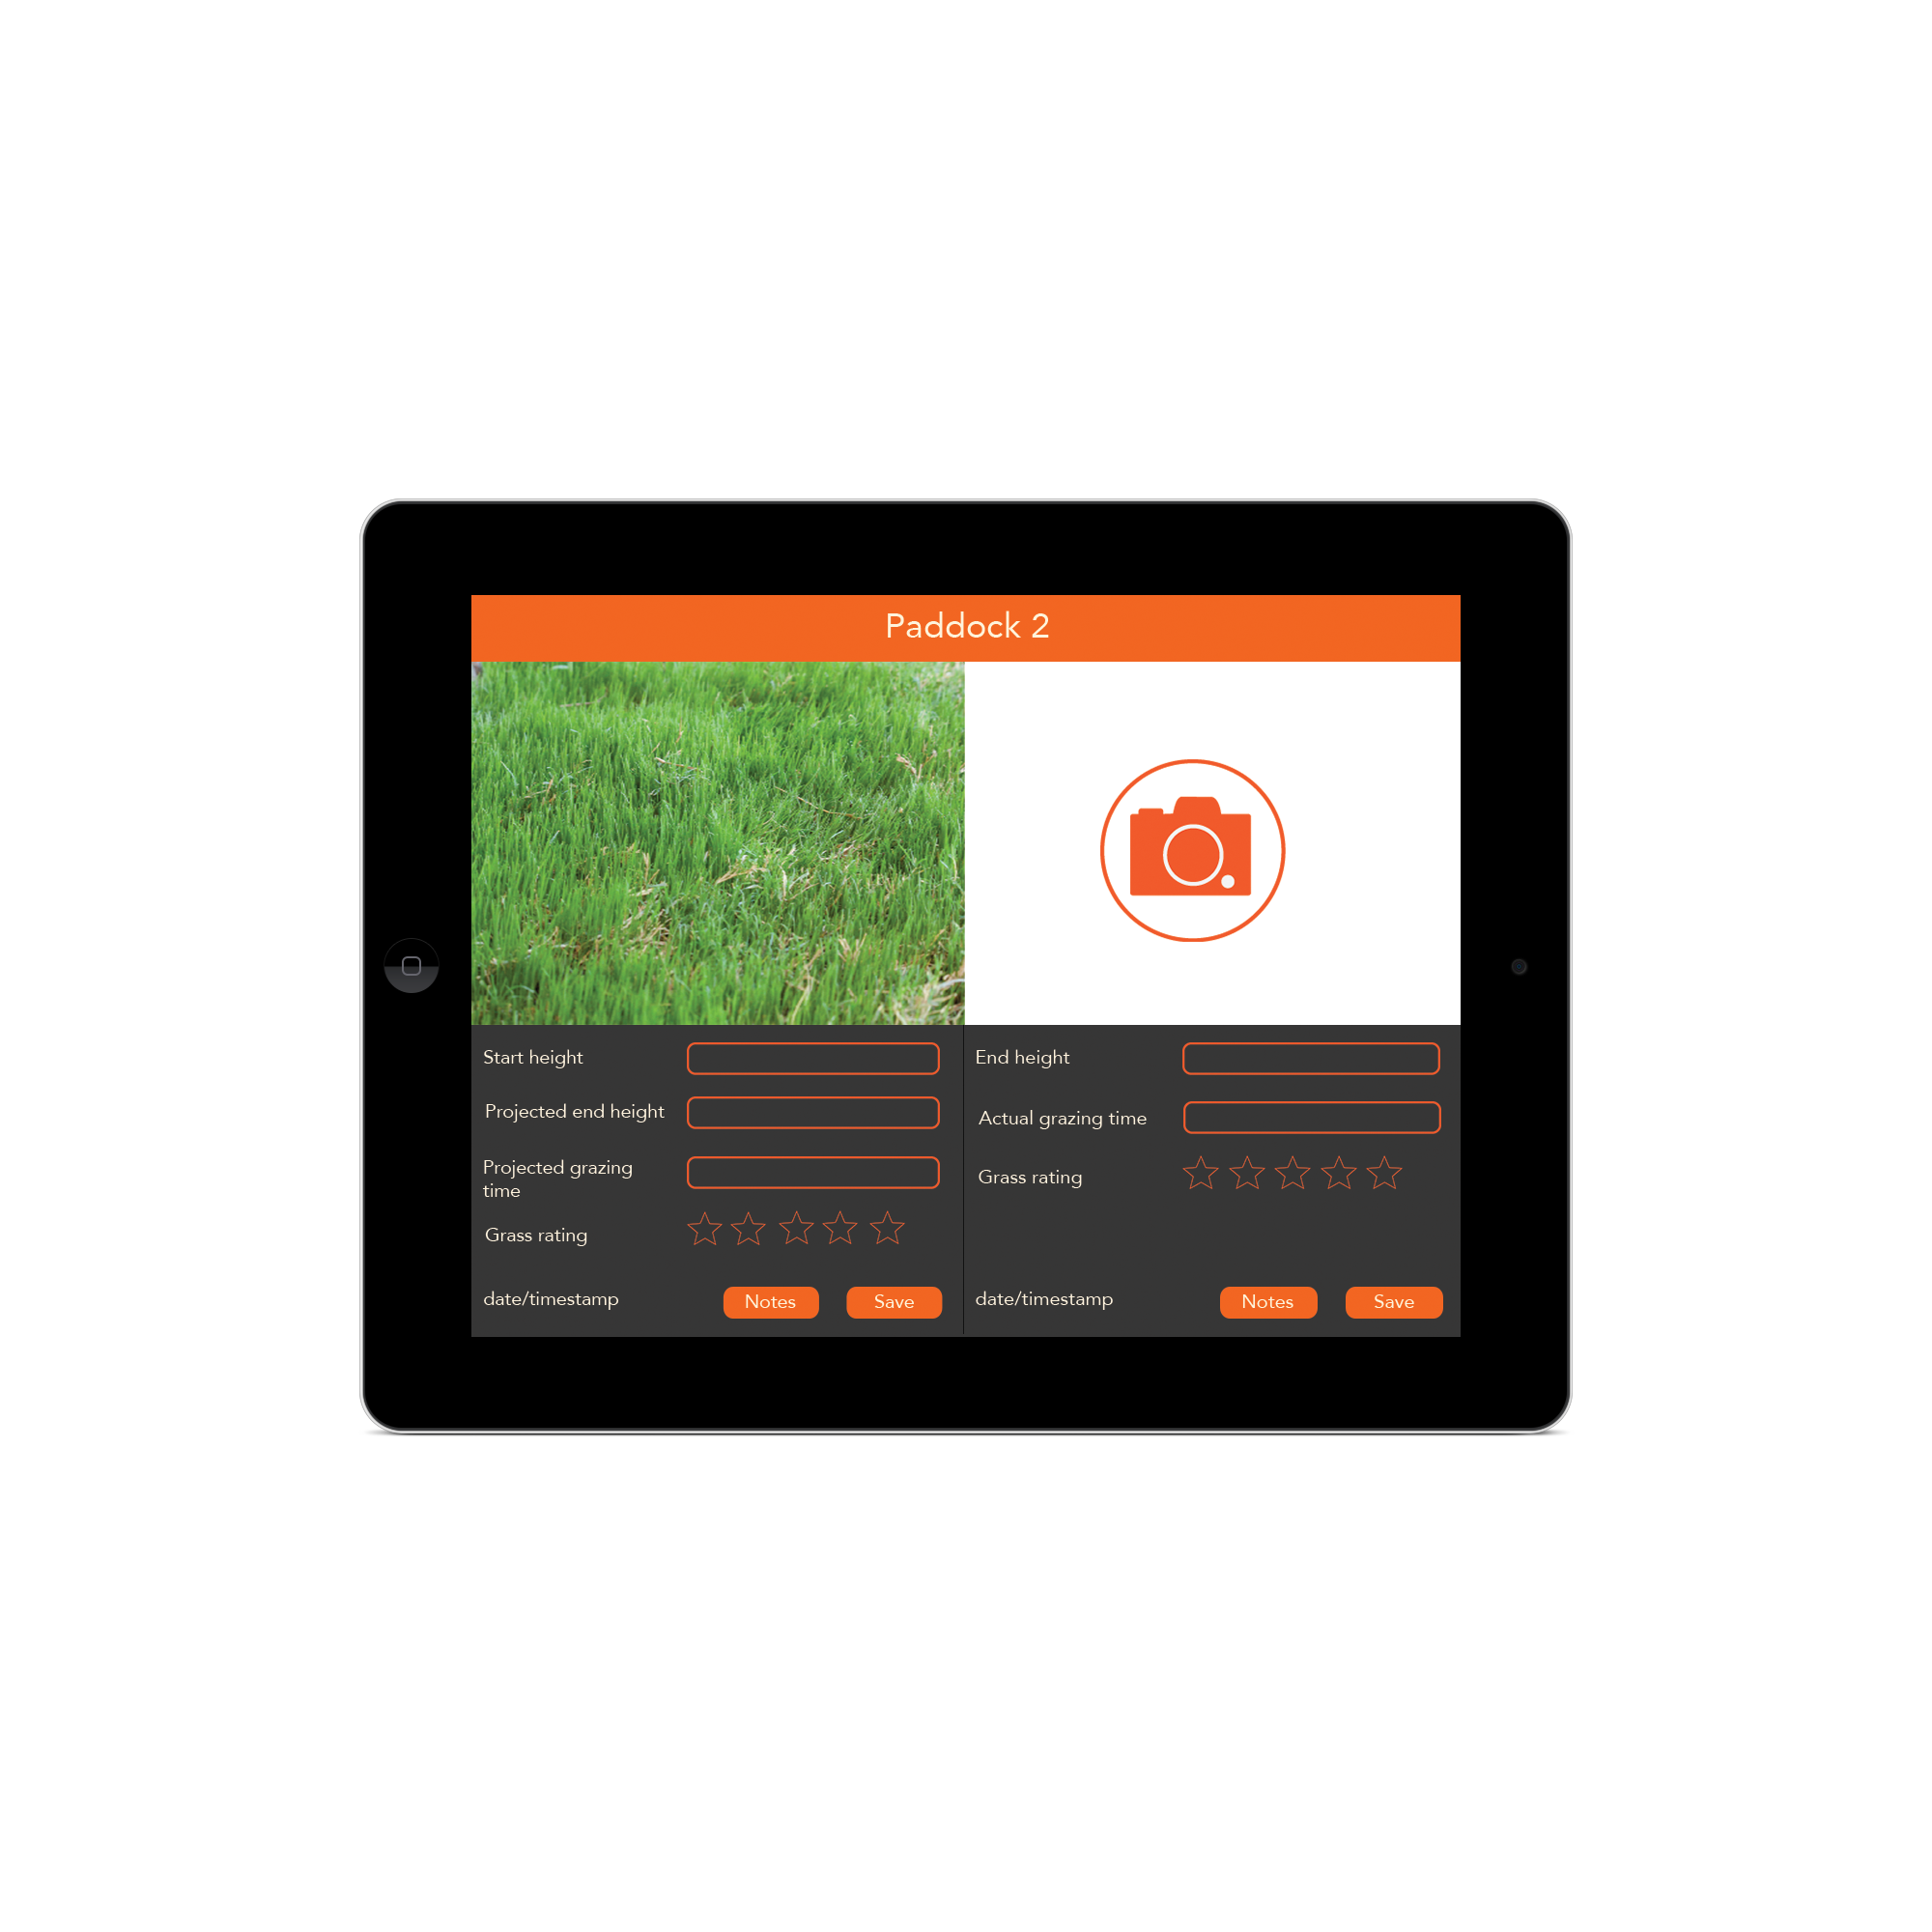 Paddock 2
Start height
Projected end height
Projected grazing
time
Grass rating
date/timestamp
Notes
Save
End height
Actual grazing time
Grass rating
date/timestamp
Notes
Save